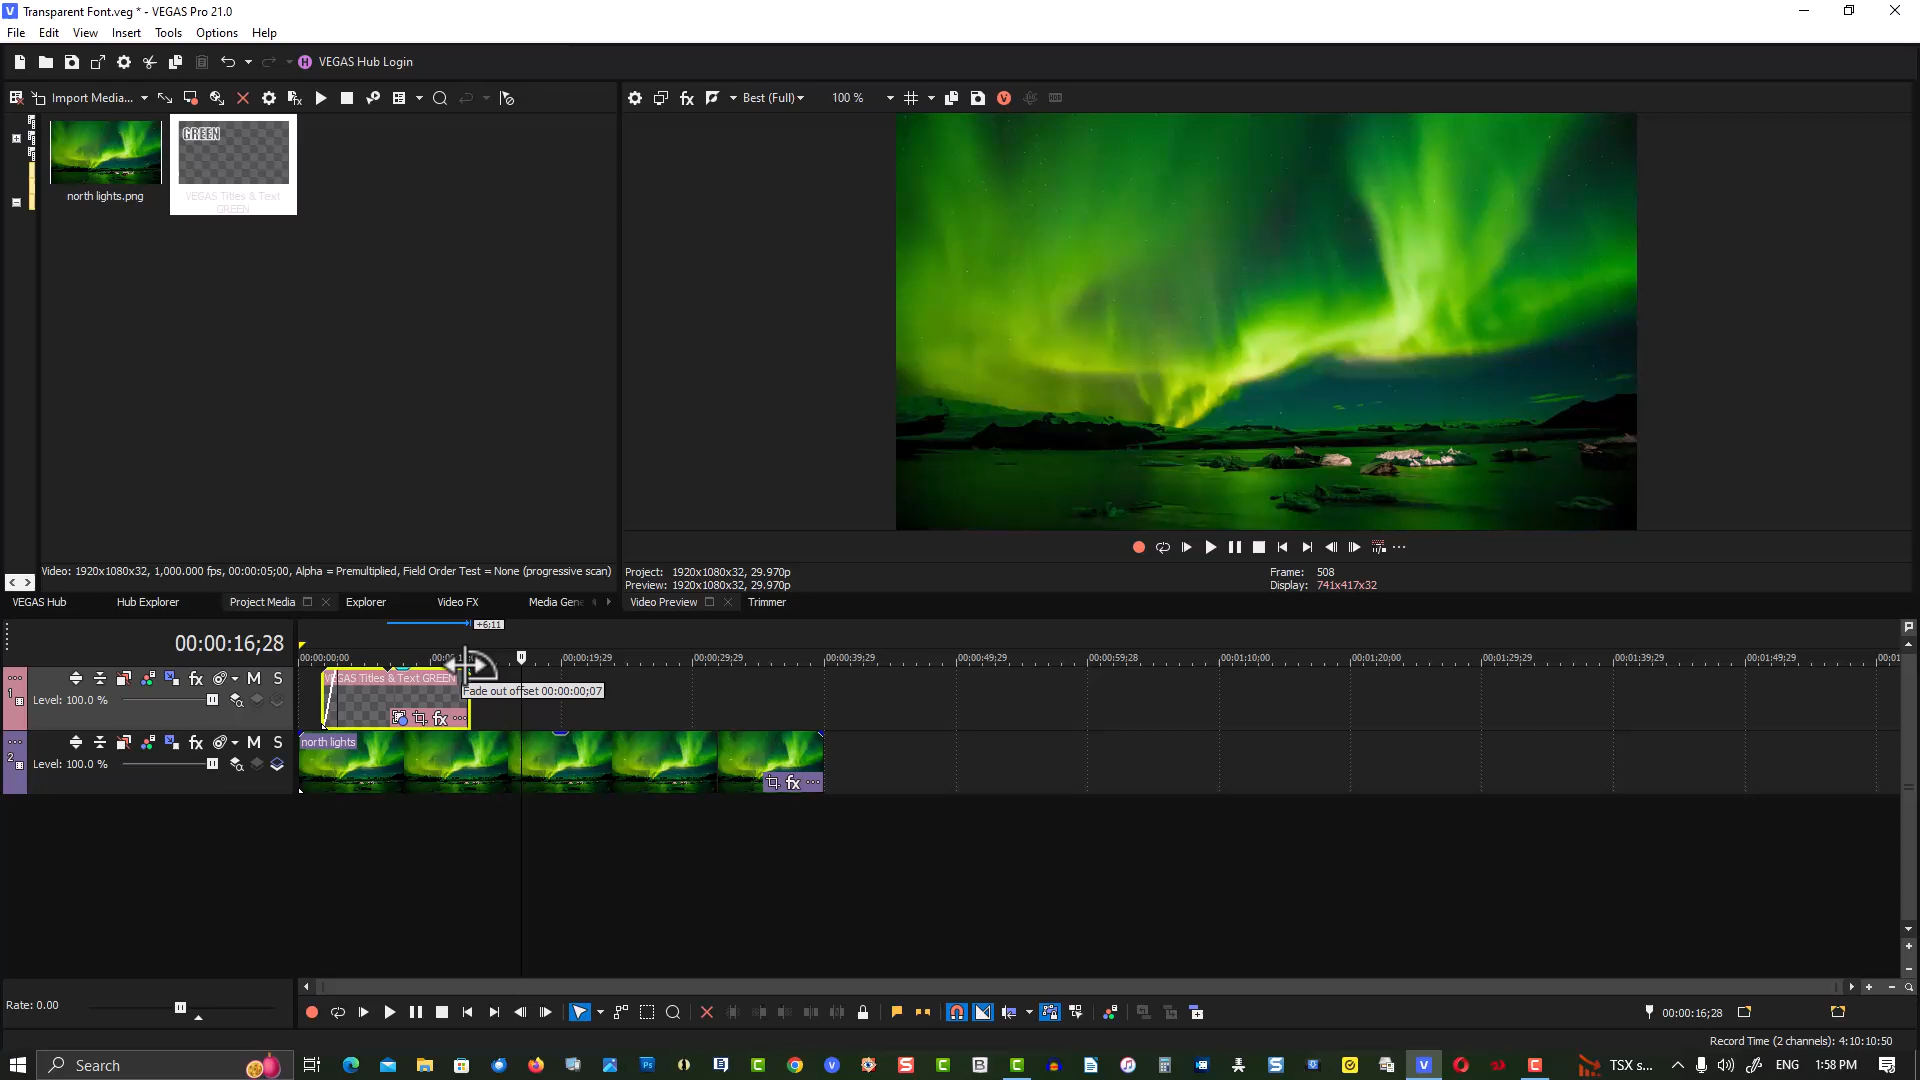 Transparent Font.veg * - VEGAS Pro 21.0
File Edit View Insert Tools Options Help
VEGAS Hub Login
Import Media...
Best (Full)
100 %
GREEN
north lights.png
VEGAS Titles & Text
GREEN
Video: 1920x1080x32, 1,000.000 fps, 00:00:05;00, Alpha = Premultiplied, Field Order Test = None (progressive scan)
Project: 1920x1080x32, 29.970p
Preview: 1920x1080x32, 29.970p
Frame: 508
Display: 741x417x32
VEGAS Hub Hub Explorer Project Media Explorer Video FX Media Gene
Video Preview Trimmer
+6:11
00:00:16;28
00:00:00;00 00:00:19;29 00:00:29;29 00:00:39;29 00:00:49;29 00:00:59;28 00:01:10;00 00:01:20;00 00:01:29;29 00:01:39;29 00:01:49;29
1
M S
Level: 100.0 %
VEGAS Titles & Text GREEN
Fade out offset 00:00:00;07
fx
2
M S
Level: 100.0 %
north lights
fx
Rate: 0.00
00:00:16;28
Record Time (2 channels): 4:10:10:50
Search
TSX s...
ENG
1:58 PM